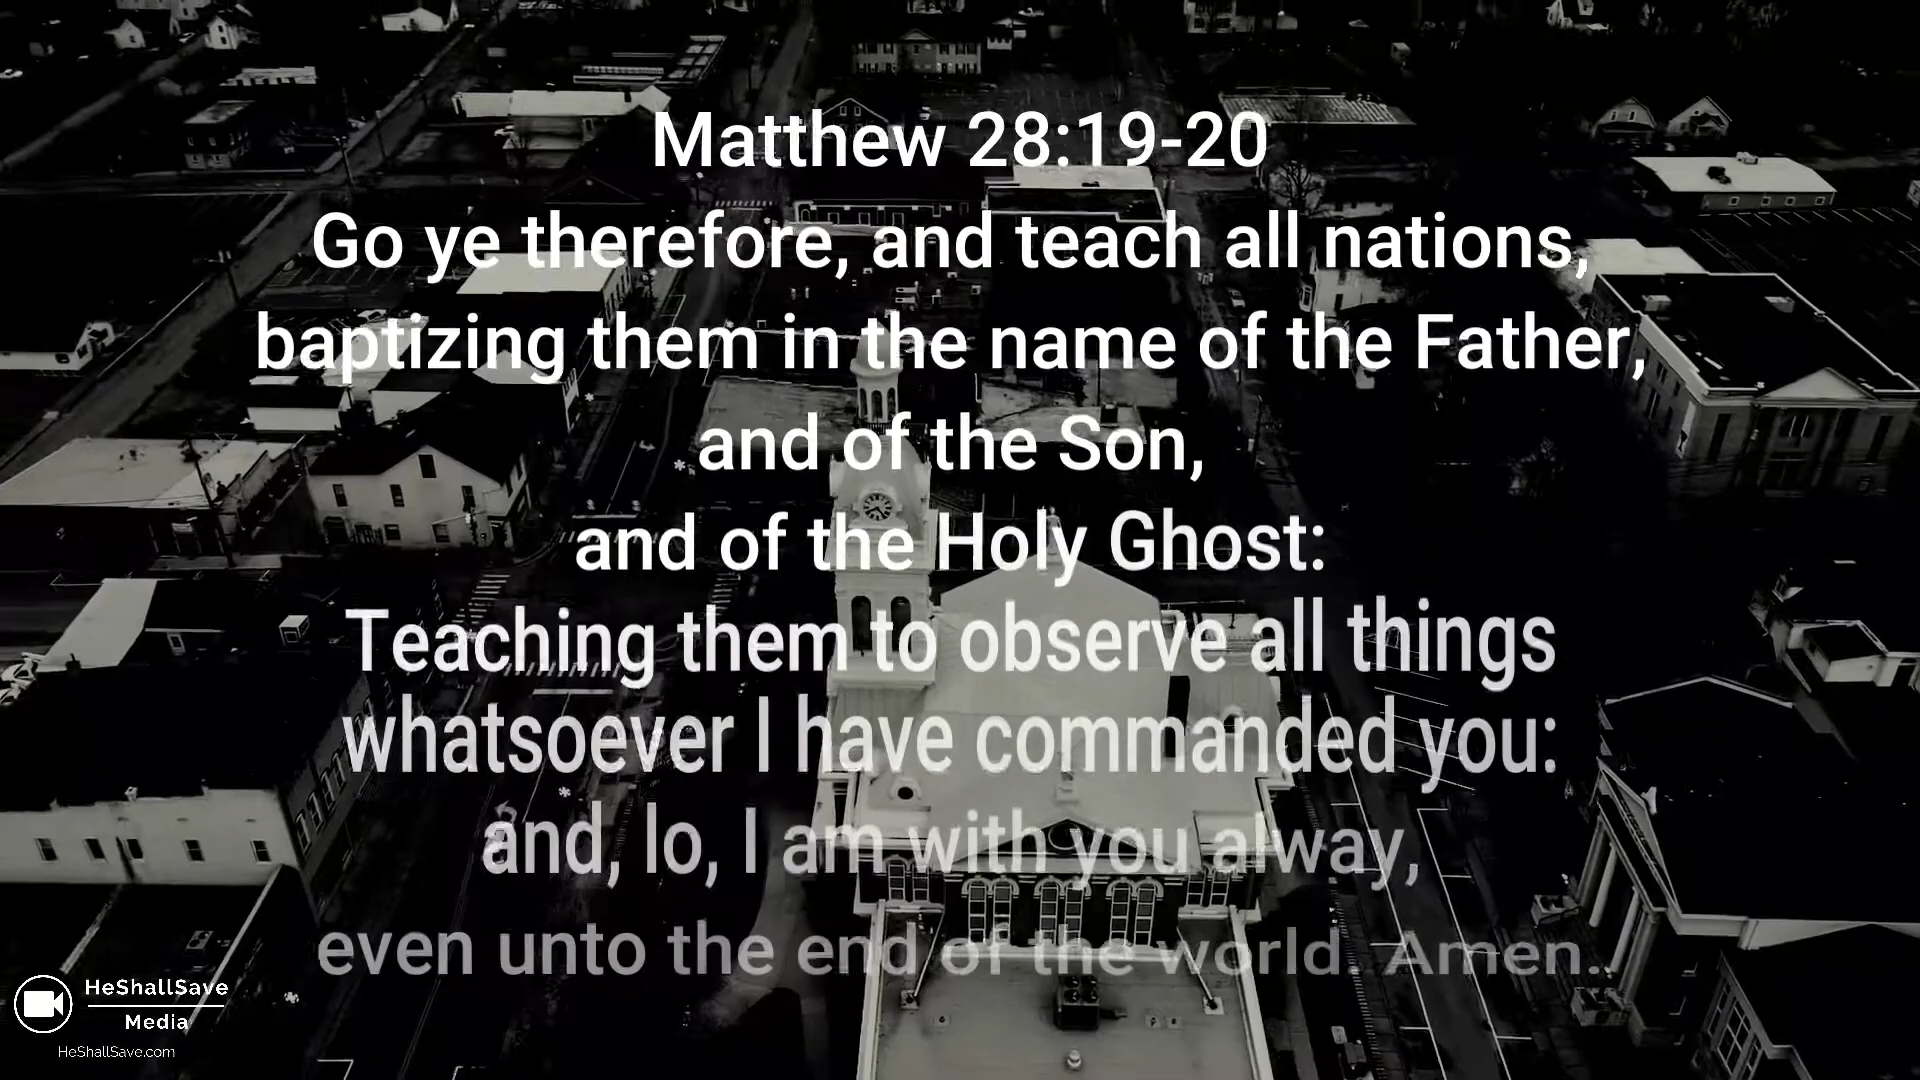 Matthew 28:19-20
Go ye therefore, and teach all nations,
baptizing them in the name of the Father,
and of the Son,
and of the Holy Ghost:
Teaching them to observe all things
whatsoever I have commanded you:
and, lo, I am with you alway,
even unto the end of the world. Amen.
HeShallSave
Media
HeShallSave.com